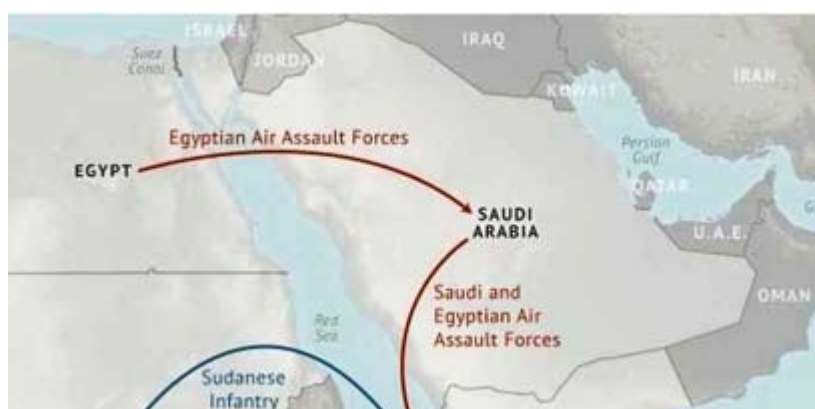 ISRAEL
IRAQ
Suez
Canal
JORDAN
IRAN
KUWAIT
Egyptian Air Assault Forces
Persian
Gulf
EGYPT
QATAR
SAUDI
ARABIA
U.A.E.
Saudi and
Egyptian Air
Assault Forces
OMAN
Red
Sea
Sudanese
Infantry